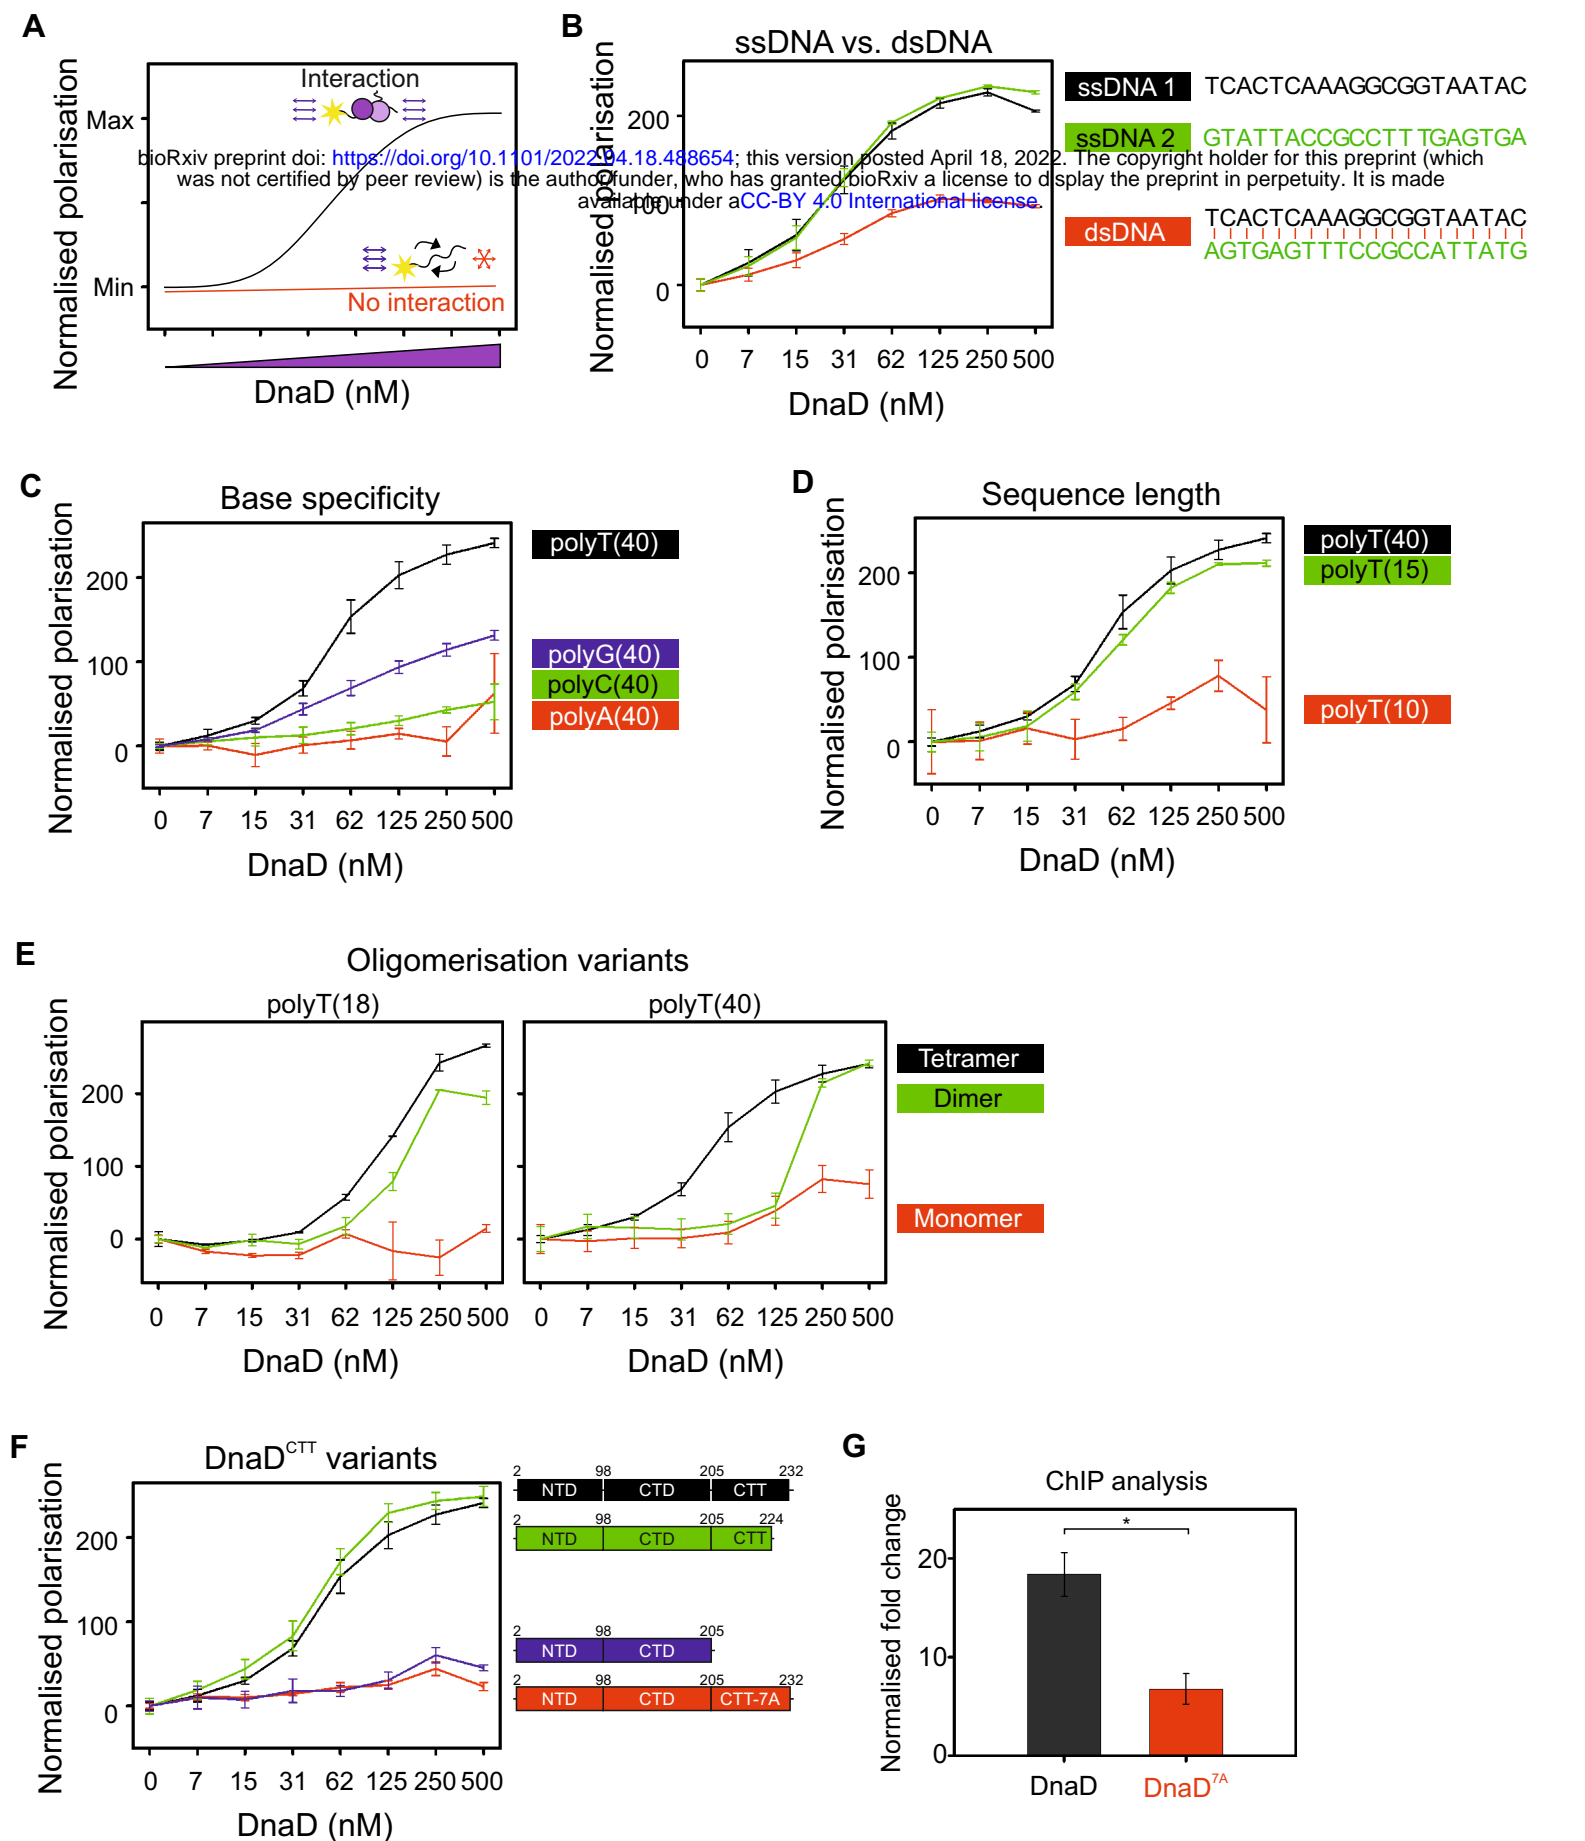 A
Normalised polarisation
Max
Min
Interaction
No interaction
DnaD (nM)
B
ssDNA vs. dsDNA
Normalised polarisation
200
100
0
0 7 15 31 62 125 250 500
DnaD (nM)
ssDNA 1 TCACTCAAAGGCGGTAATAC
ssDNA 2 GTATTACCGCCTTTGAGTGA
dsDNA TCACTCAAAGGCGGTAATAC
AGTGAGTTTCCGCCATTATG
bioRxiv preprint doi: https://doi.org/10.1101/2022.04.18.488654; this version posted April 18, 2022. The copyright holder for this preprint (which
was not certified by peer review) is the author/funder, who has granted bioRxiv a license to display the preprint in perpetuity. It is made
available under aCC-BY 4.0 International license.
C
Base specificity
Normalised polarisation
200
100
0
0 7 15 31 62 125 250 500
DnaD (nM)
polyT(40)
polyG(40)
polyC(40)
polyA(40)
D
Sequence length
Normalised polarisation
200
100
0
0 7 15 31 62 125 250 500
DnaD (nM)
polyT(40)
polyT(15)
polyT(10)
E
Oligomerisation variants
polyT(18) polyT(40)
Normalised polarisation
200
100
0
0 7 15 31 62 125 250 500
DnaD (nM)
0 7 15 31 62 125 250 500
DnaD (nM)
Tetramer
Dimer
Monomer
F
DnaDCTT variants
Normalised polarisation
200
100
0
0 7 15 31 62 125 250 500
DnaD (nM)
2 98 205 232
NTD CTD CTT
2 98 205 224
NTD CTD CTT
2 98 205
NTD CTD
2 98 205 232
NTD CTD CTT-7A
G
ChIP analysis
Normalised fold change
20
10
0
*
DnaD DnaD7A